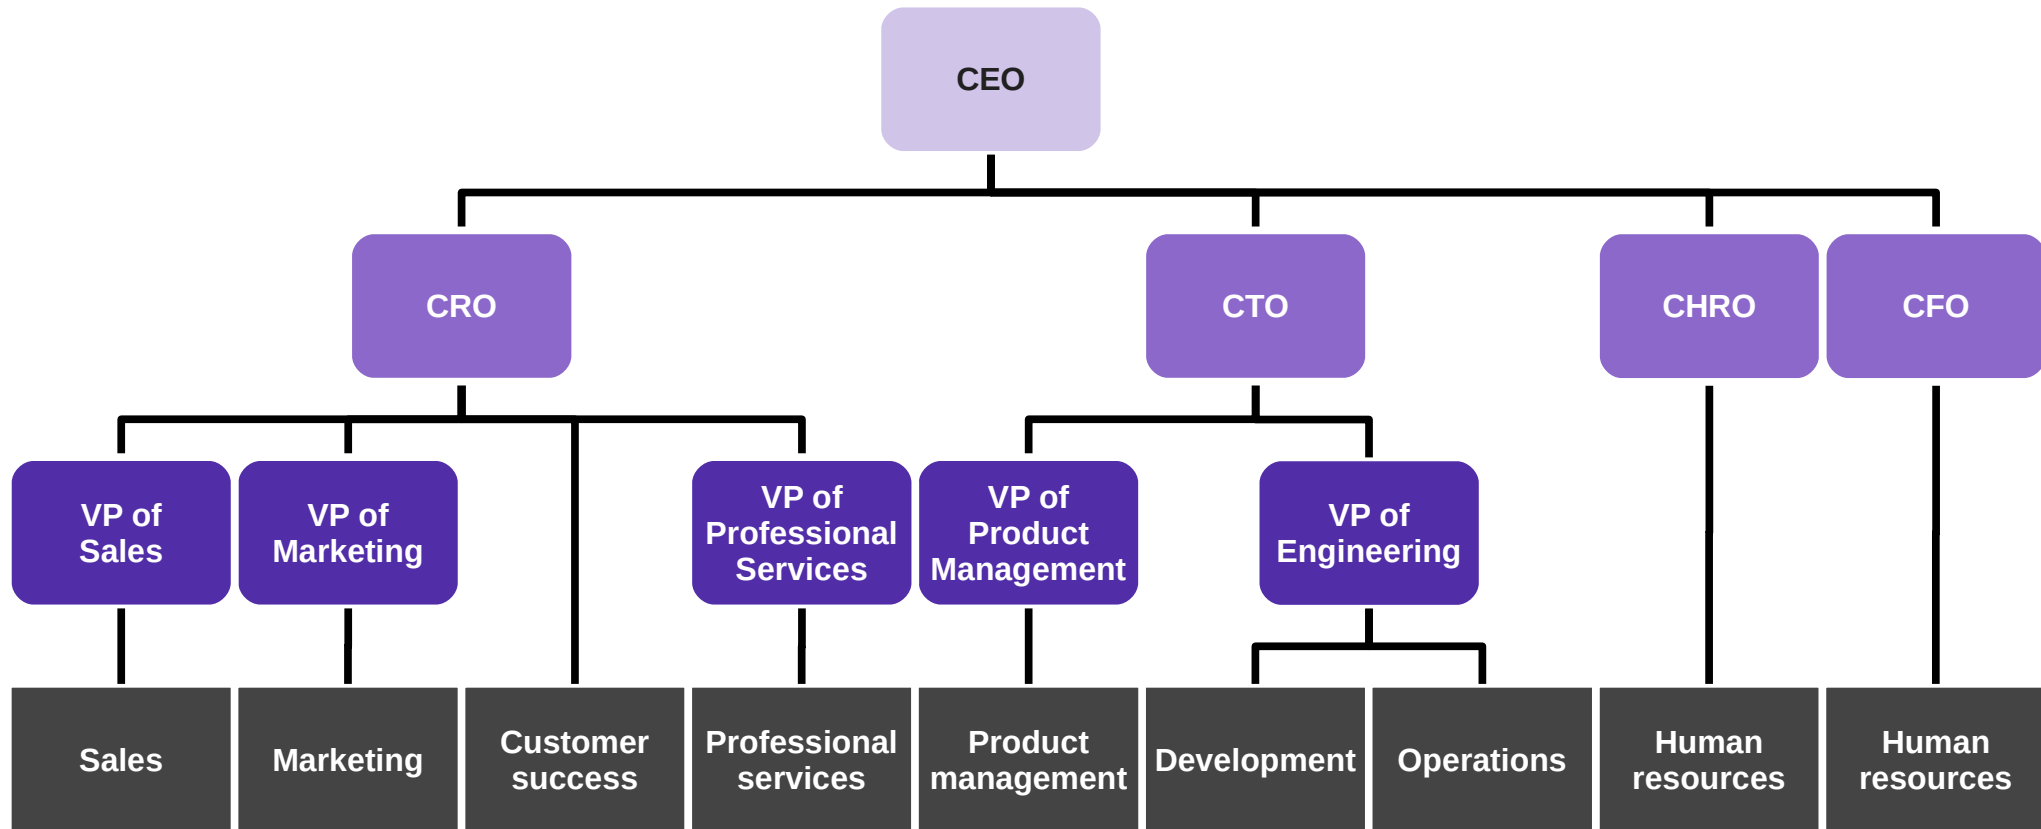 CEO
CRO
CTO
CHRO
CFO
VP of
Sales
VP of
Marketing
VP of
Professional
Services
VP of
Product
Management
VP of
Engineering
Sales
Marketing
Customer
success
Professional
services
Product
management
Development
Operations
Human
resources
Human
resources